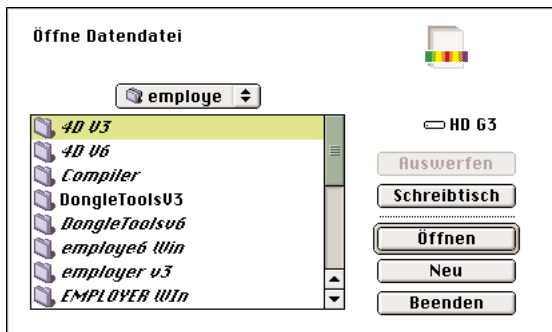 Öffne Datendatei
employe
4D V3
4D V6
Compiler
DongleToolsV3
DongleToolsv6
employe6 Win
employer v3
EMPLOYER WIn
HD G3
Auswerfen
Schreibtisch
Öffnen
Neu
Beenden